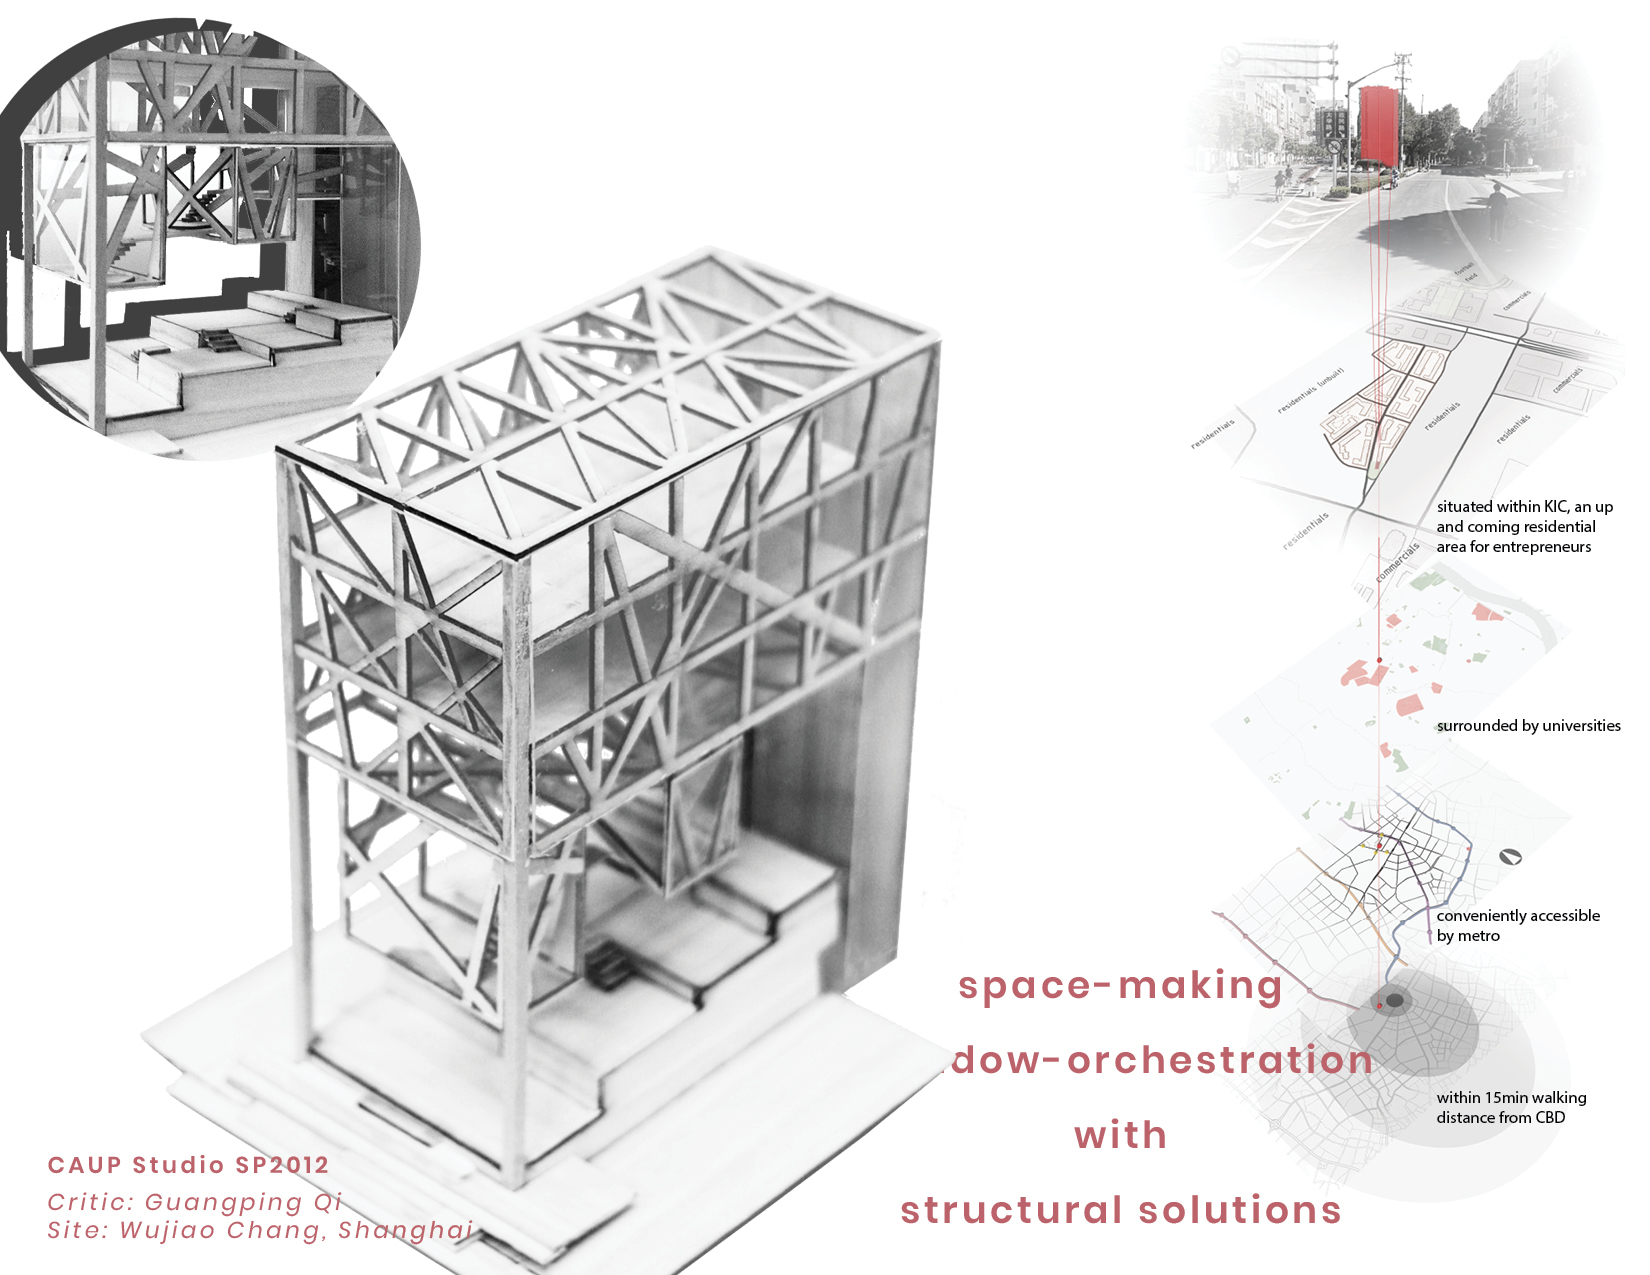 football
field
commercials
residentials (unbuilt)
commercials
residentials
residentials
residentials
residentials
commercials
situated within KIC, an up
and coming residential
area for entrepreneurs
surrounded by universities
conveniently accessible
by metro
space-making
dow-orchestration
with
structural solutions
within 15min walking
distance from CBD
CAUP Studio SP2012
Critic: Guangping Qi
Site: Wujiao Chang, Shanghai